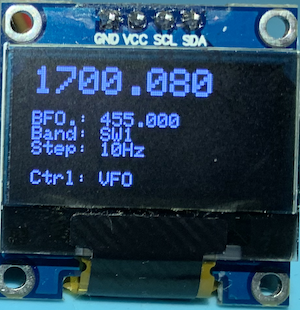 GND VCC SCL SDA
1700.080
BFO.: 455.000
Band: SW1
Step: 10Hz
Ctrl: VFO